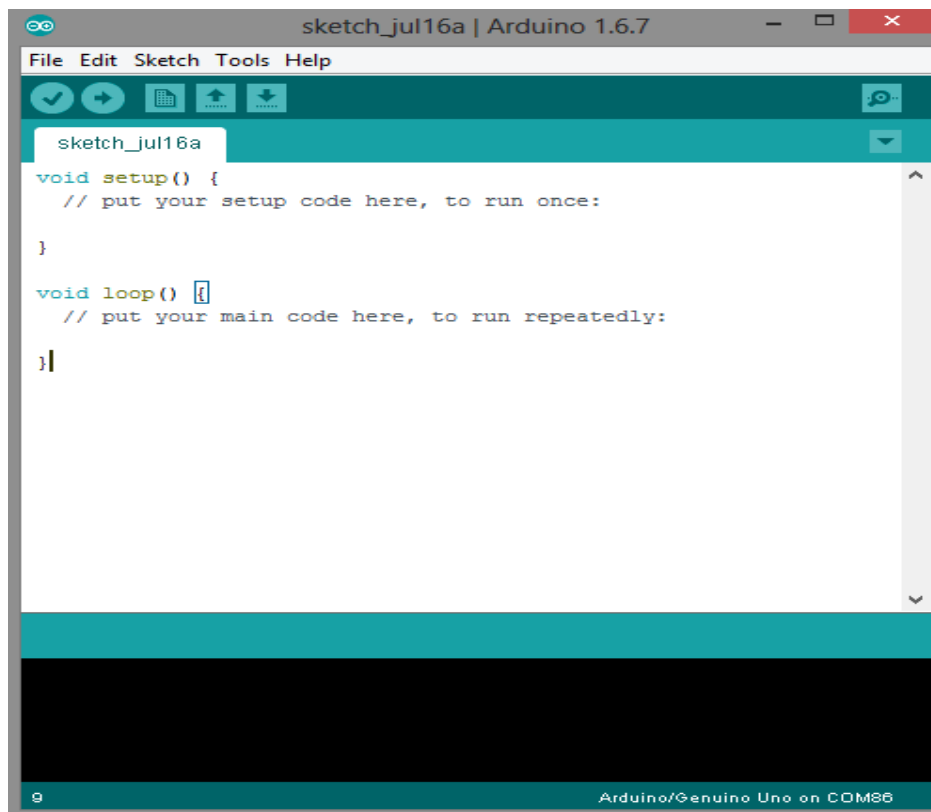 sketch_jul16a | Arduino 1.6.7
File Edit Sketch Tools Help
sketch_jul16a
void setup() {
  // put your setup code here, to run once:
}
void loop() {
  // put your main code here, to run repeatedly:
}
9 Arduino/Genuino Uno on COM86